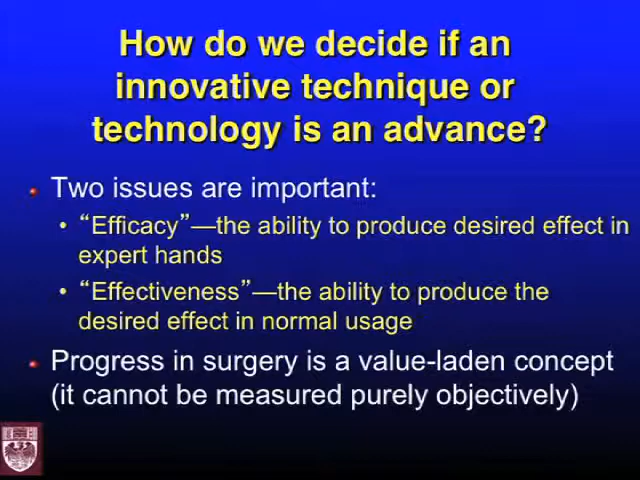 How do we decide if an
innovative technique or
technology is an advance?
Two issues are important:
“Efficacy”—the ability to produce desired effect in
expert hands
“Effectiveness”—the ability to produce the
desired effect in normal usage
Progress in surgery is a value-laden concept
(it cannot be measured purely objectively)